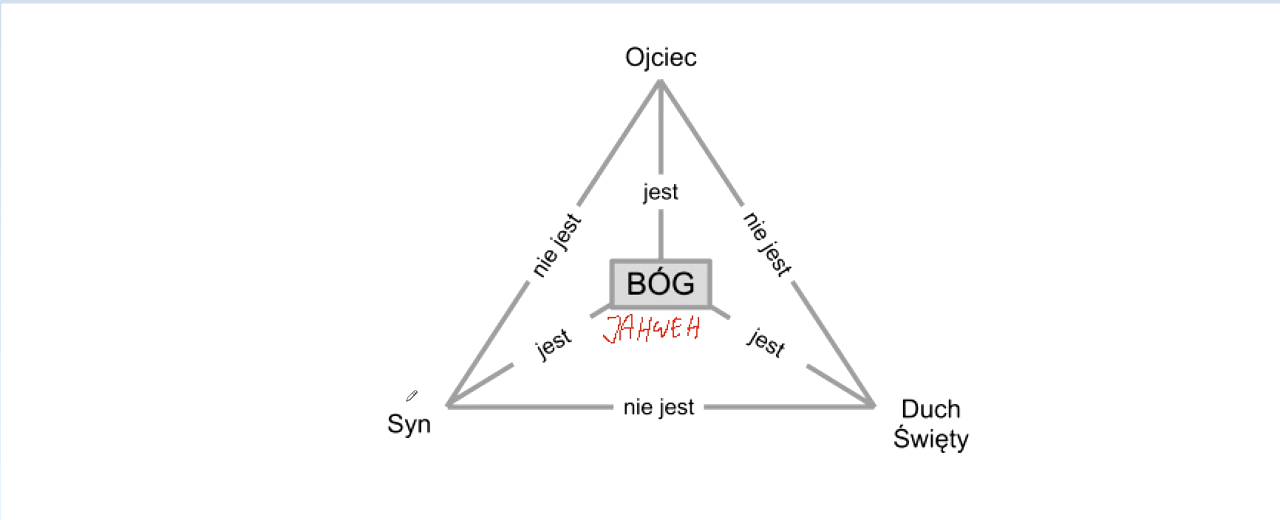 Ojciec
jest
nie jest
nie jest
BÓG
JAHWEH
jest
jest
nie jest
Syn
Duch
Święty